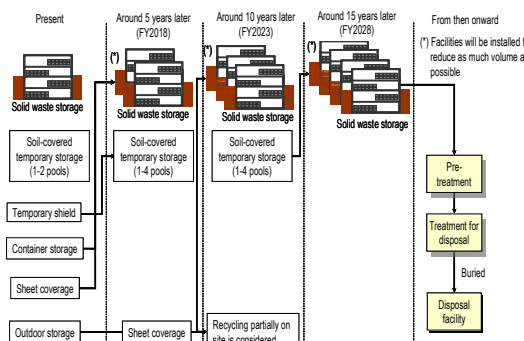 Present
Around 5 years later
(FY2018)
Around 10 years later
(FY2023)
Around 15 years later
(FY2028)
From then onward
(*)
(*)
(*)
(*) Facilities will be installed
reduce as much volume
possible
Solid waste storage
Solid waste storage
Solid waste storage
Solid waste storage
Soil-covered
temporary storage
(1-2 pools)
Soil-covered
temporary storage
(1-4 pools)
Soil-covered
temporary storage
(1-4 pools)
Pre-
treatment
Temporary shield
Container storage
Treatment for
disposal
Sheet coverage
Buried
Disposal
facility
Outdoor storage
Sheet coverage
Recycling partially on
site is considered